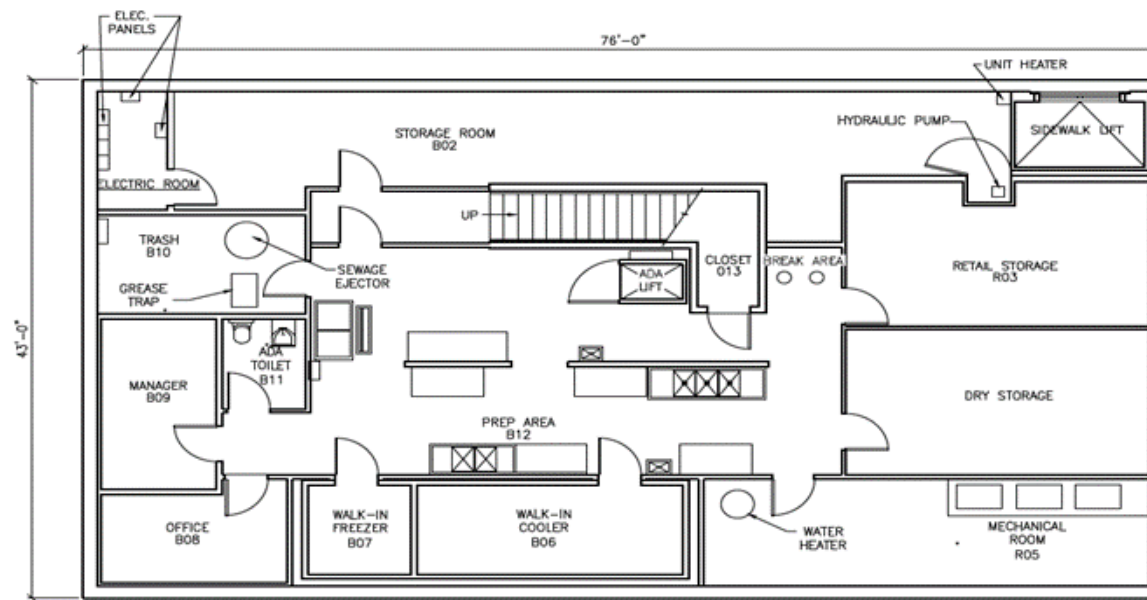 ELEC.
PANELS
76'-0"
UNIT HEATER
HYDRAULIC PUMP
SIDEWALK LIFT
STORAGE ROOM
B02
ELECTRIC ROOM
UP
TRASH
B10
SEWAGE
EJECTOR
GREASE
TRAP
CLOSET
013
BREAK AREA
ADA
LIFT
RETAIL STORAGE
R03
43'-0"
MANAGER
B09
ADA
TOILET
B11
DRY STORAGE
PREP AREA
B12
OFFICE
B08
WALK-IN
FREEZER
B07
WALK-IN
COOLER
B06
WATER
HEATER
MECHANICAL
ROOM
R05